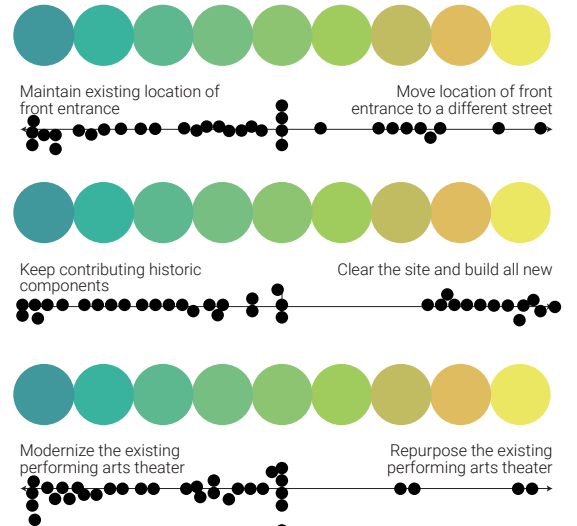 Maintain existing location of
front entrance
Move location of front
entrance to a different street
Keep contributing historic
components
Clear the site and build all new
Modernize the existing
performing arts theater
Repurpose the existing
performing arts theater